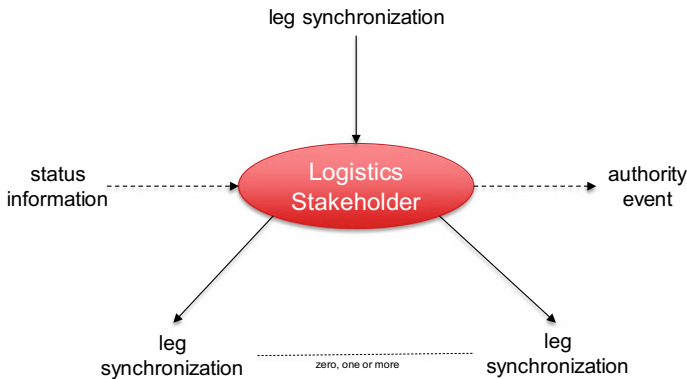 leg synchronization
status
information
Logistics
Stakeholder
authority
event
leg
synchronization
zero, one or more
leg
synchronization